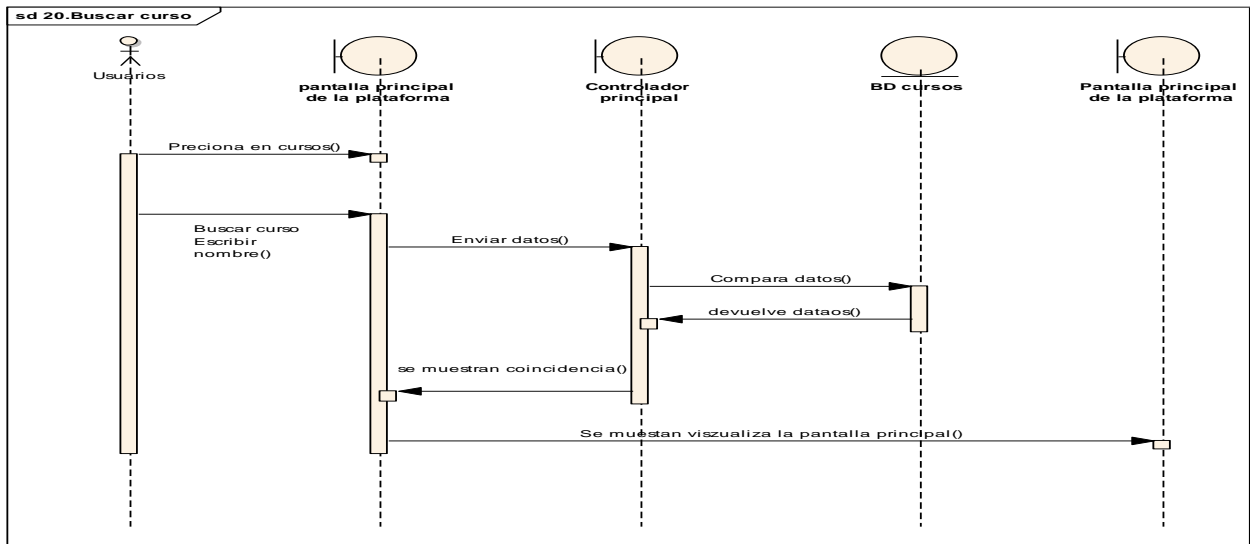 sd 20.Buscar curso
Usuarios
pantalla principal
de la plataforma
Controlador
principal
BD cursos
Pantalla principal
de la plataforma
Preciona en cursos()
Buscar curso
Escribir
nombre()
Enviar datos()
Compara datos()
devuelve dataos()
se muestran coincidencia()
Se muestan viszualiza la pantalla principal()